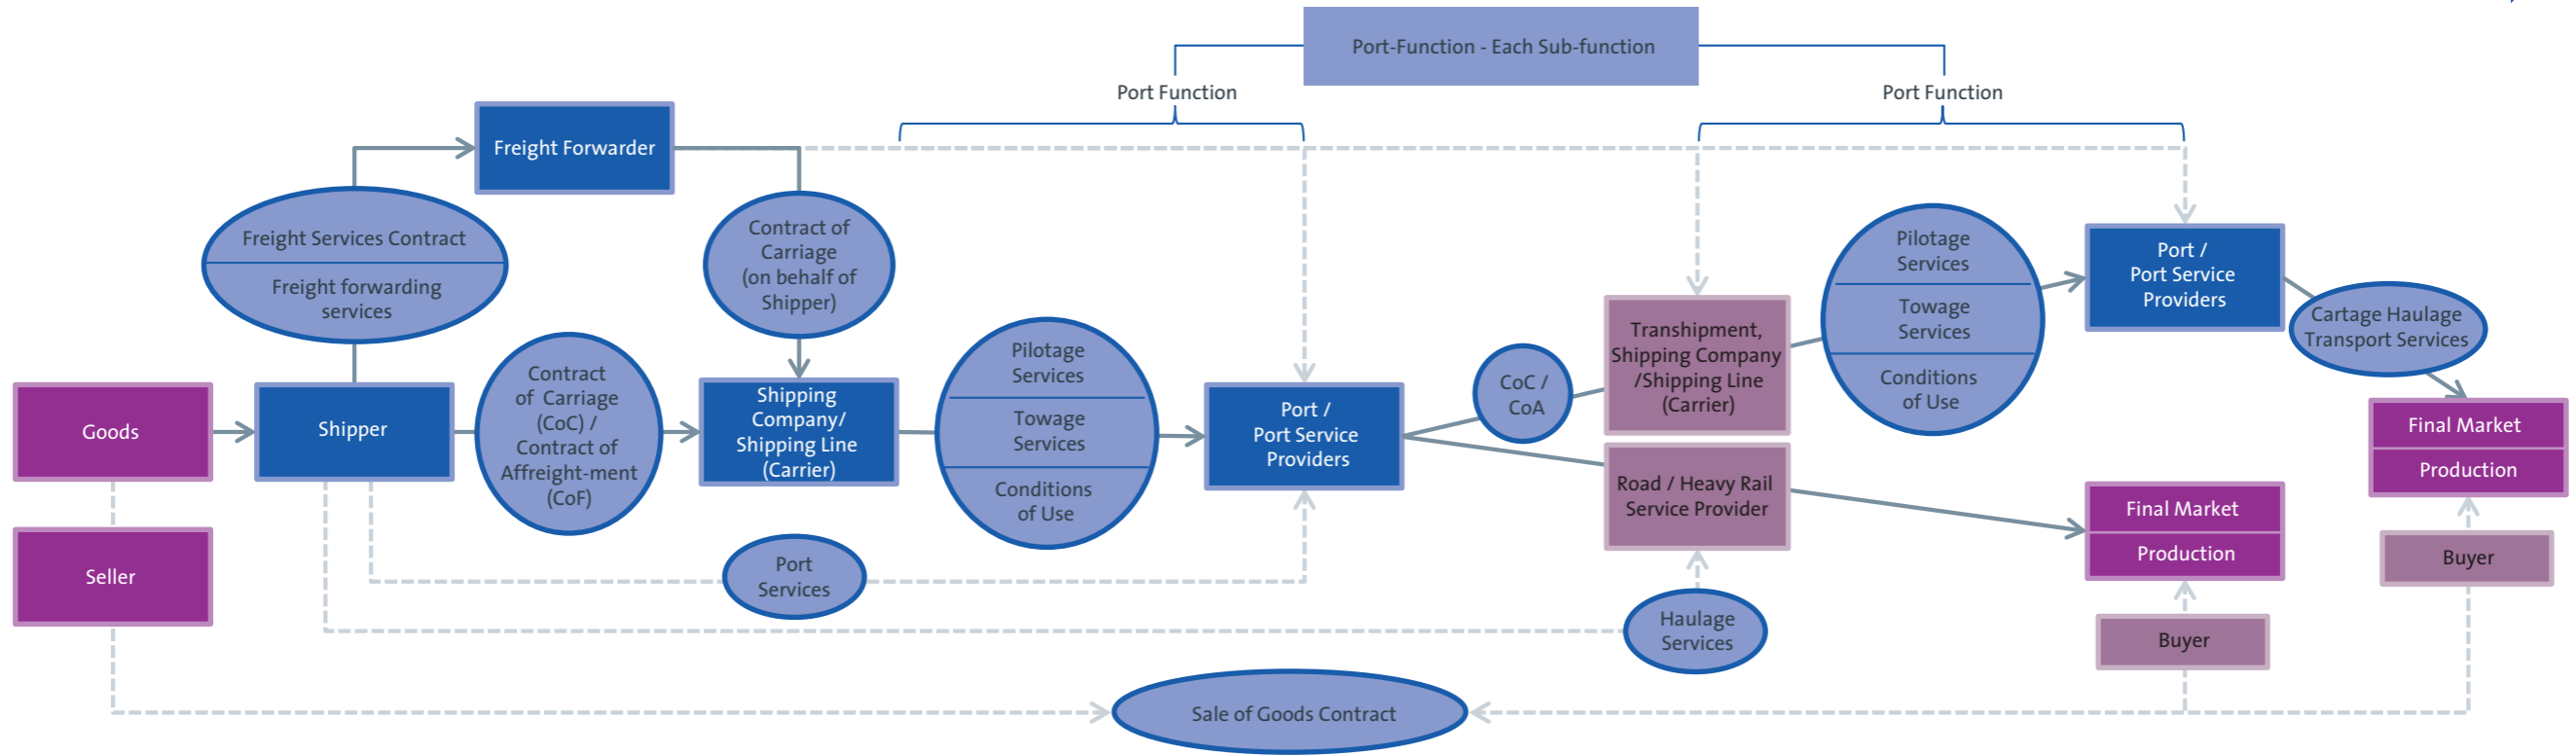 Port-Function - Each Sub-function
Port Function
Port Function
Freight Forwarder
Freight Services Contract
Freight forwarding
services
Contract of
Carriage
(on behalf of
Shipper)
Goods
Seller
Shipper
Contract
of Carriage
(CoC) /
Contract of
Affreight-ment
(CoF)
Shipping
Company/
Shipping Line
(Carrier)
Pilotage
Services
Towage
Services
Conditions
of Use
Port
Services
Port /
Port Service
Providers
CoC /
CoA
Transhipment,
Shipping Company
/Shipping Line
(Carrier)
Road / Heavy Rail
Service Provider
Haulage
Services
Pilotage
Services
Towage
Services
Conditions
of Use
Port /
Port Service
Providers
Cartage Haulage
Transport Services
Final Market
Production
Buyer
Final Market
Production
Buyer
Sale of Goods Contract